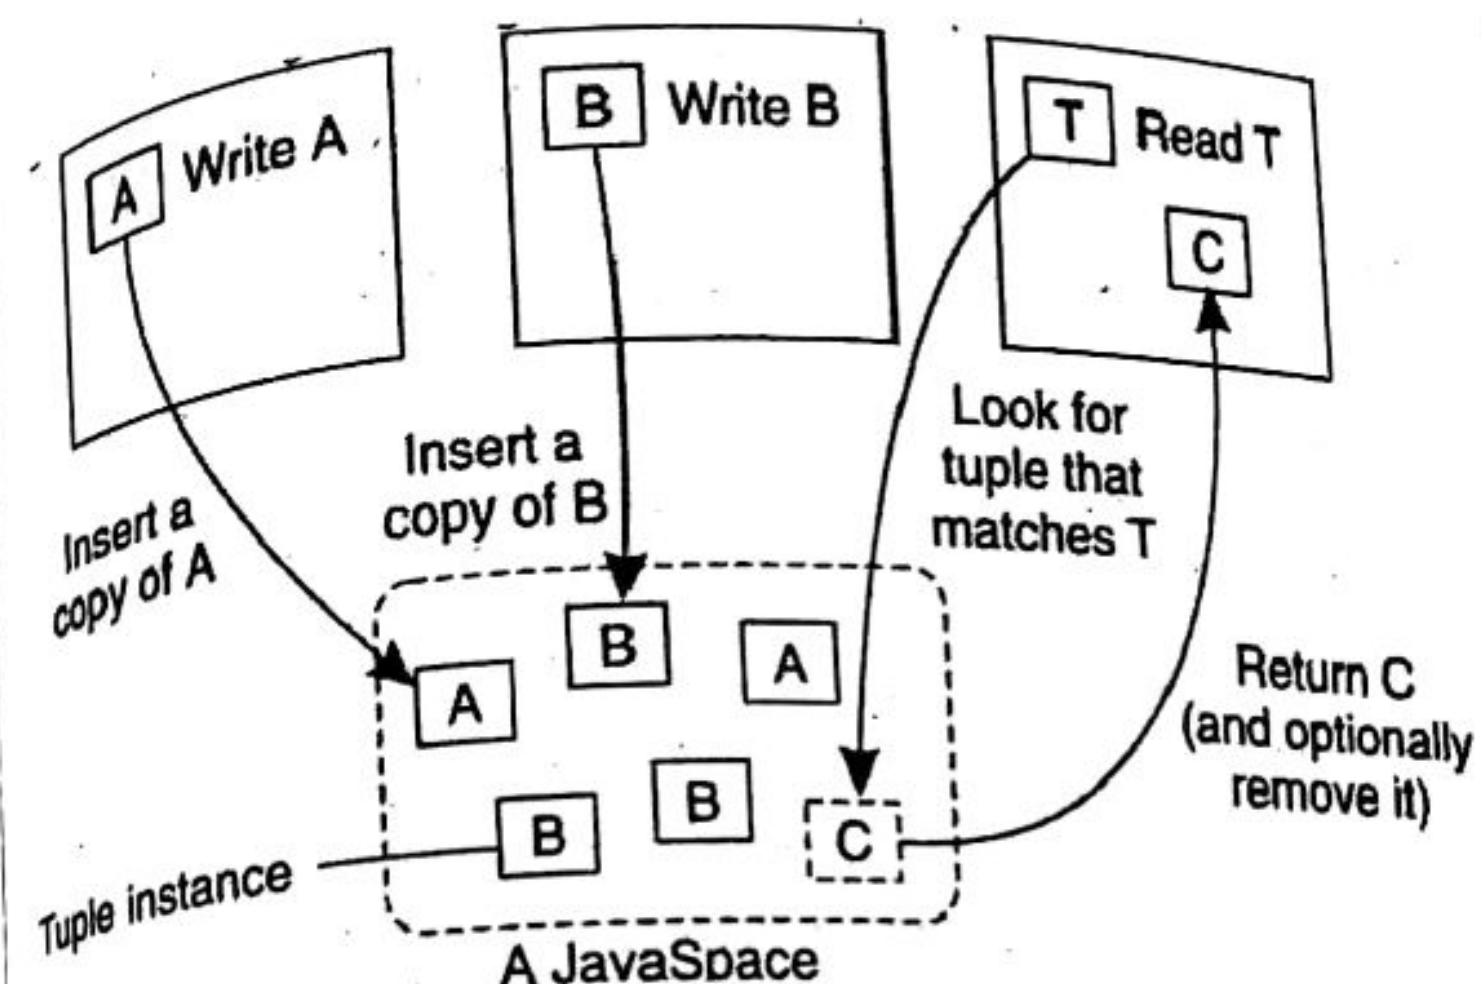 A Write A
B Write B
T Read T
C
Insert a
copy of A
Insert a
copy of B
Look for
tuple that
matches T
Return C
(and optionally
remove it)
B
A
A
B
B
C
Tuple instance
A JavaSpace